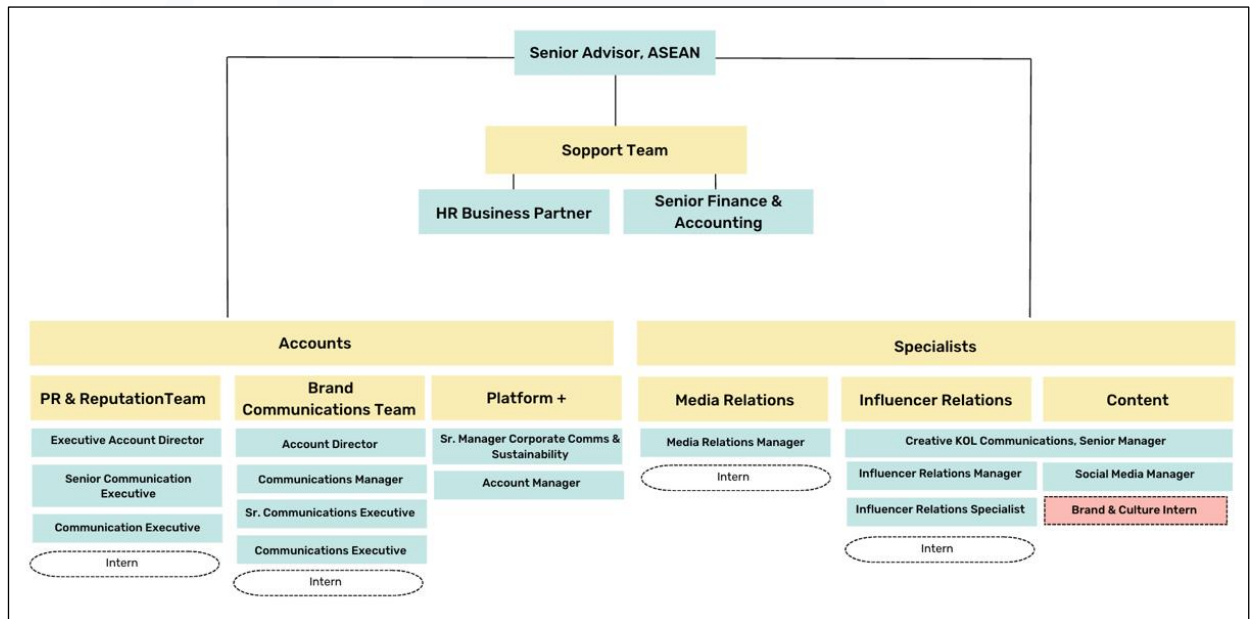 Senior Advisor, ASEAN
Sopport Team
HR Business Partner
Senior Finance &
Accounting
Accounts
Specialists
PR & ReputationTeam
Brand
Communications Team
Platform +
Media Relations
Influencer Relations
Content
Executive Account Director
Senior Communication
Executive
Communication Executive
Intern
Account Director
Communications Manager
Sr. Communications Executive
Communications Executive
Intern
Sr. Manager Corporate Comms &
Sustainability
Account Manager
Media Relations Manager
Intern
Creative KOL Communications, Senior Manager
Influencer Relations Manager
Influencer Relations Specialist
Intern
Social Media Manager
Brand & Culture Intern